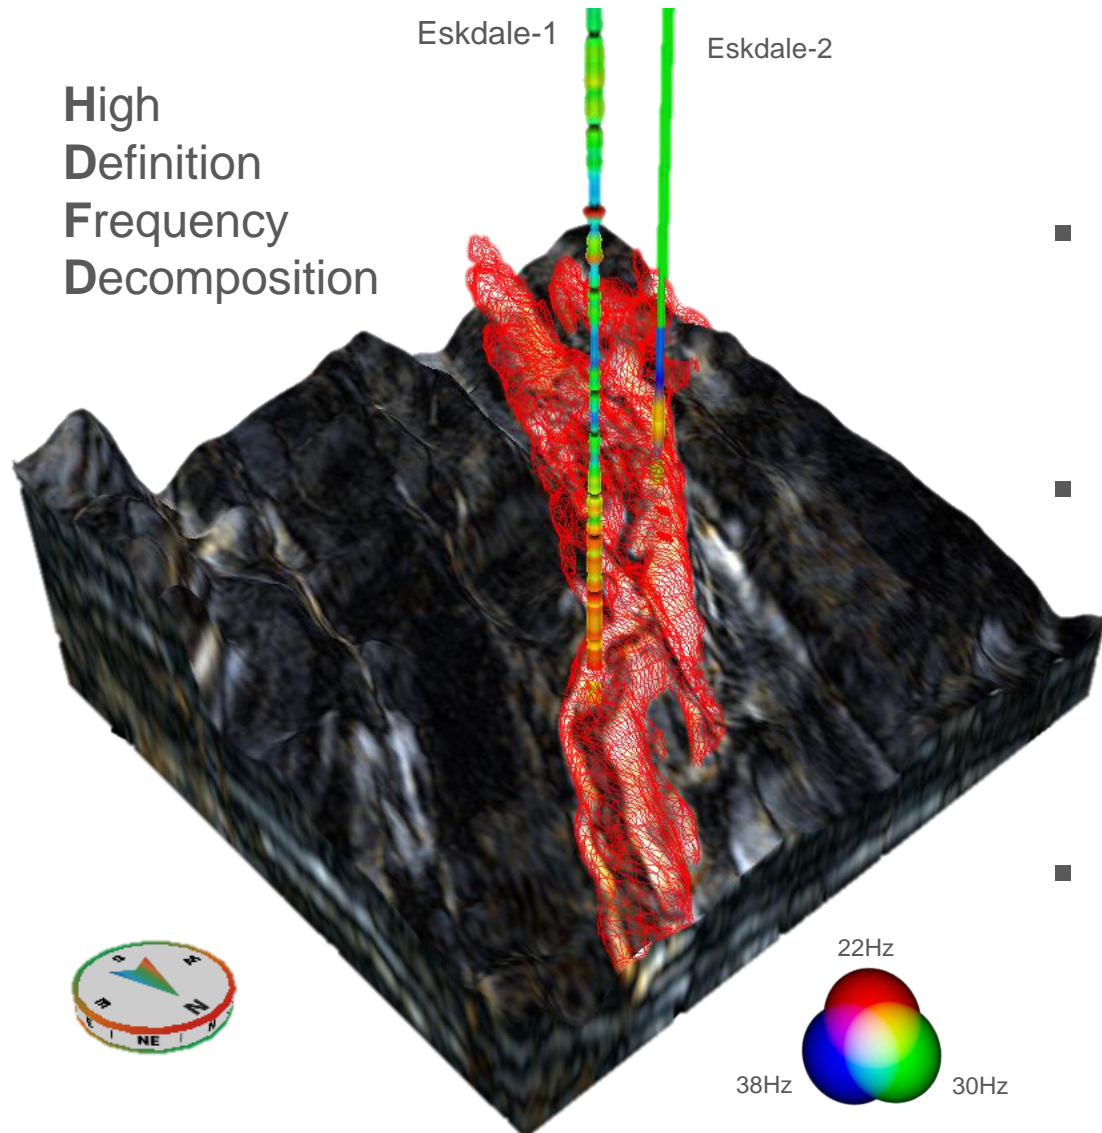 Eskdale-1
Eskdale-2
High
Definition
Frequency
Decomposition
22Hz
38Hz
30Hz
N
E
NE